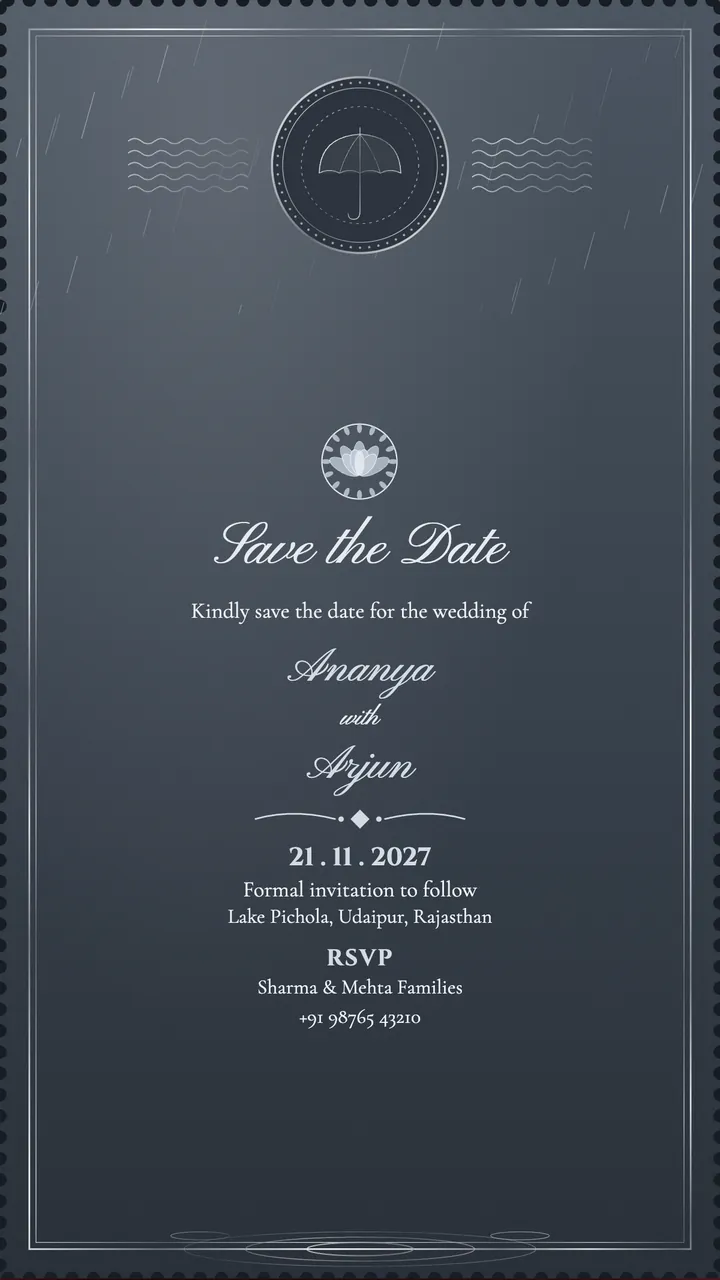 Save the Date
Kindly save the date for the wedding of
Ananya
with
Arjun
21 . 11 . 2027
Formal invitation to follow
Lake Pichola, Udaipur, Rajasthan
RSVP
Sharma & Mehta Families
+91 98765 43210